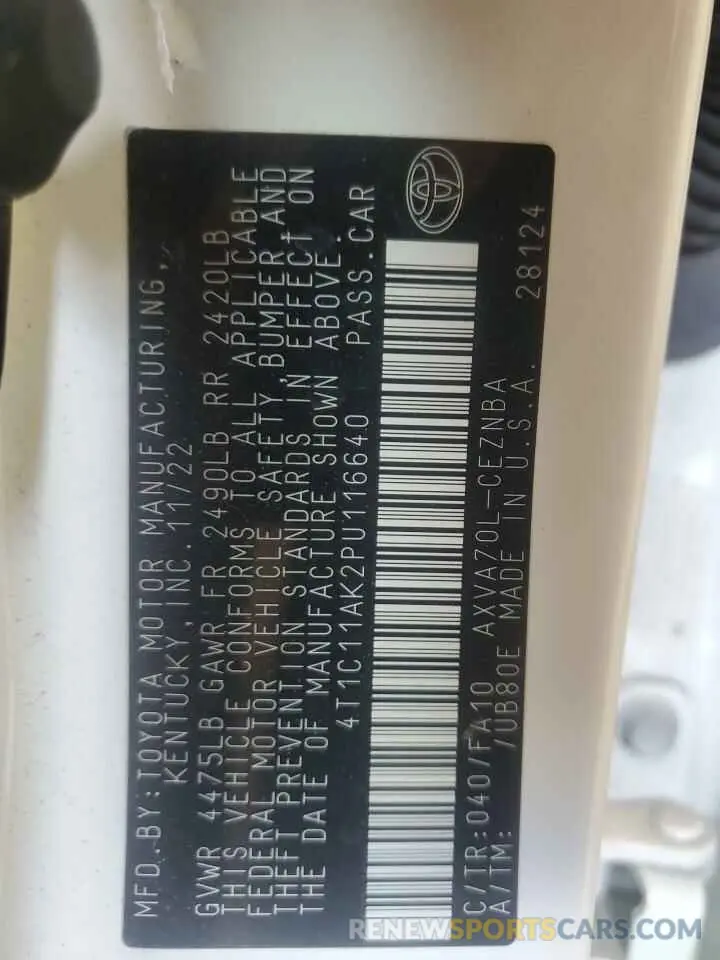 MFD.BY:TOYOTA MOTOR MANUFACTURING,
KENTUCKY,INC.11/22
GVWR 4475LB GAWR FR 2490LB RR 2420LB
THIS VEHICLE CONFORMS TO ALL APPLICABLE
FEDERAL MOTOR VEHICLE SAFETY,BUMPER,AND
THEFT PREVENTION STANDARDS IN EFFECT ON
THE DATE OF MANUFACTURE SHOWN ABOVE.
4T1C11AK2PU116640 PASS.CAR
C/TR:040/FA10 AXVA70L-CEZNBA
A/TM: /UB80E MADE IN U.S.A.
28124
RENEWSPORTSCARS.COM